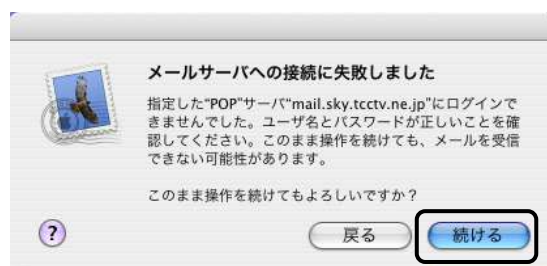 メールサーバへの接続に失敗しました
指定した“POP”サーバ“mail.sky.tcctv.ne.jp”にログインで
きませんでした。ユーザ名とパスワードが正しいことを確
認してください。このまま操作を続けても、メールを受信
できない可能性があります。
このまま操作を続けてもよろしいですか？
?
戻る
続ける